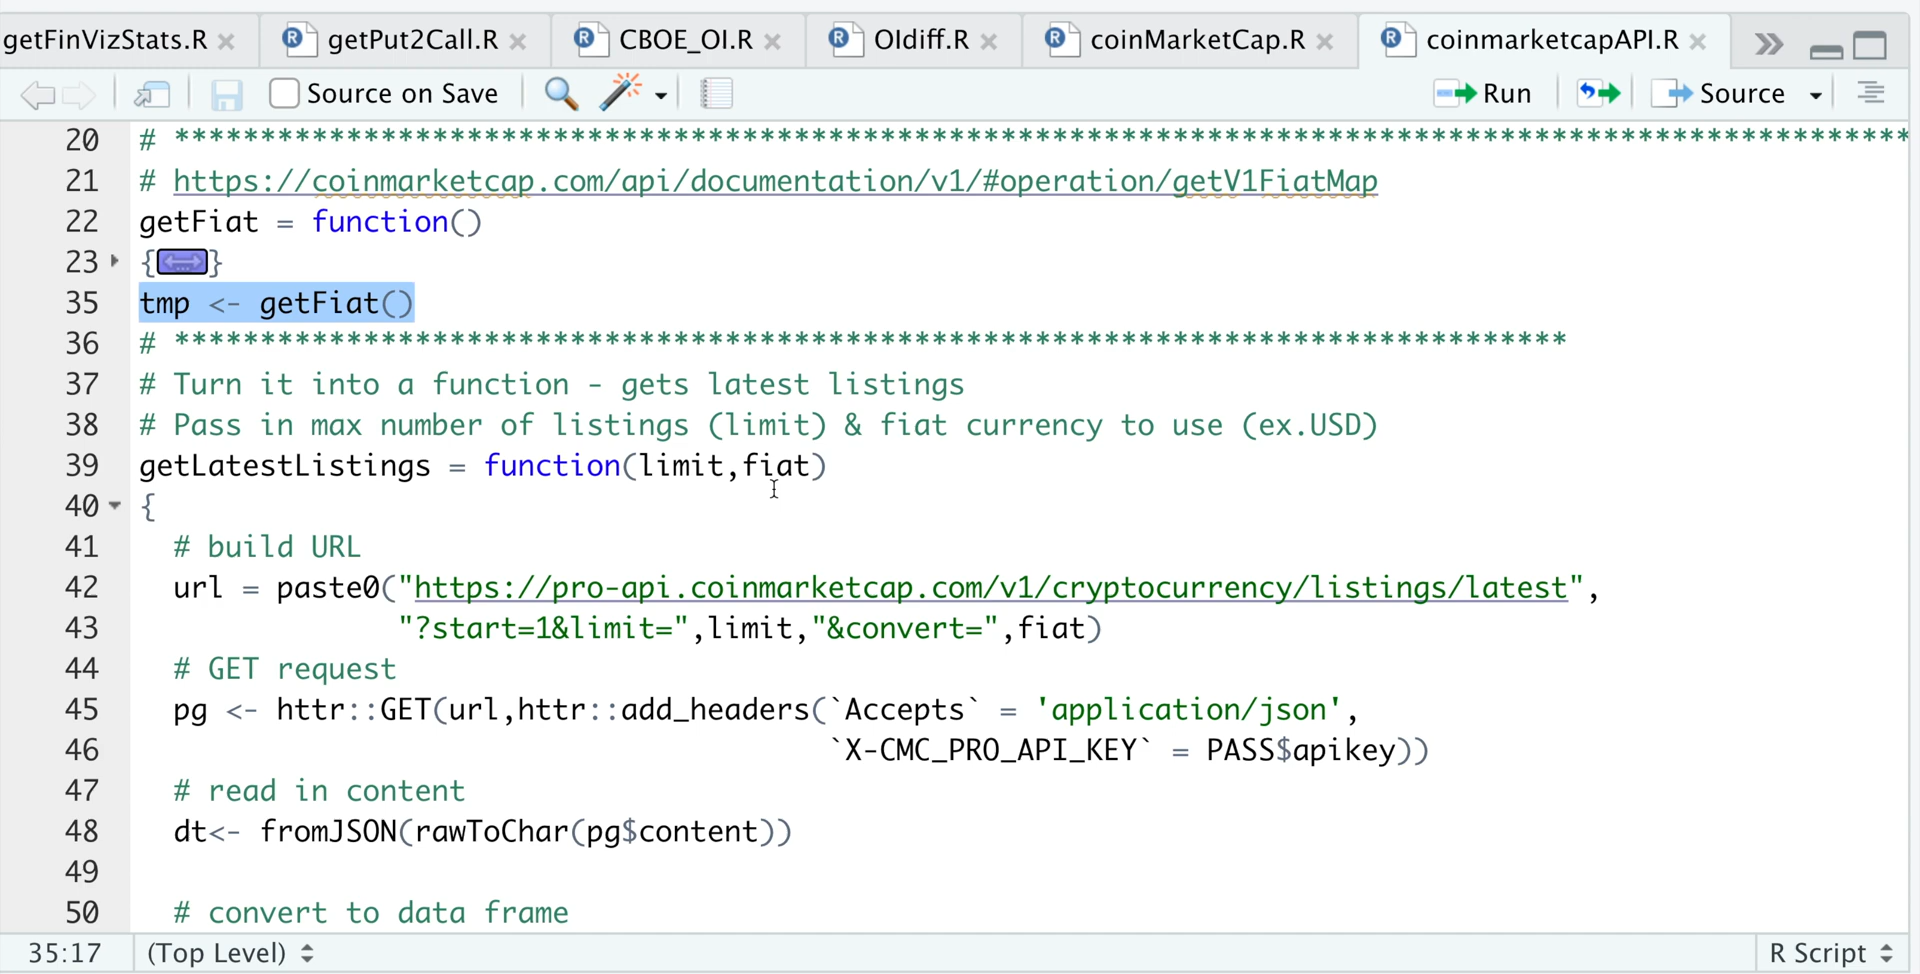 getFinVizStats.R getPut2Call.R CBOE_OI.R OIdiff.R coinMarketCap.R coinmarketcapAPI.R
Source on Save Run Source
20 # *****************************************************************************************************
21 # https://coinmarketcap.com/api/documentation/v1/#operation/getV1FiatMap
22 getFiat = function()
23 {<->}
35 tmp <- getFiat()
36 # *********************************************************************************
37 # Turn it into a function - gets latest listings
38 # Pass in max number of listings (limit) & fiat currency to use (ex.USD)
39 getLatestListings = function(limit,fiat)
40 {
41 # build URL
42 url = paste0("https://pro-api.coinmarketcap.com/v1/cryptocurrency/listings/latest",
43 "?start=1&limit=",limit,"&convert=",fiat)
44 # GET request
45 pg <- httr::GET(url,httr::add_headers(`Accepts` = 'application/json',
46 `X-CMC_PRO_API_KEY` = PASS$apikey))
47 # read in content
48 dt<- fromJSON(rawToChar(pg$content))
49
50 # convert to data frame
35:17 (Top Level) R Script